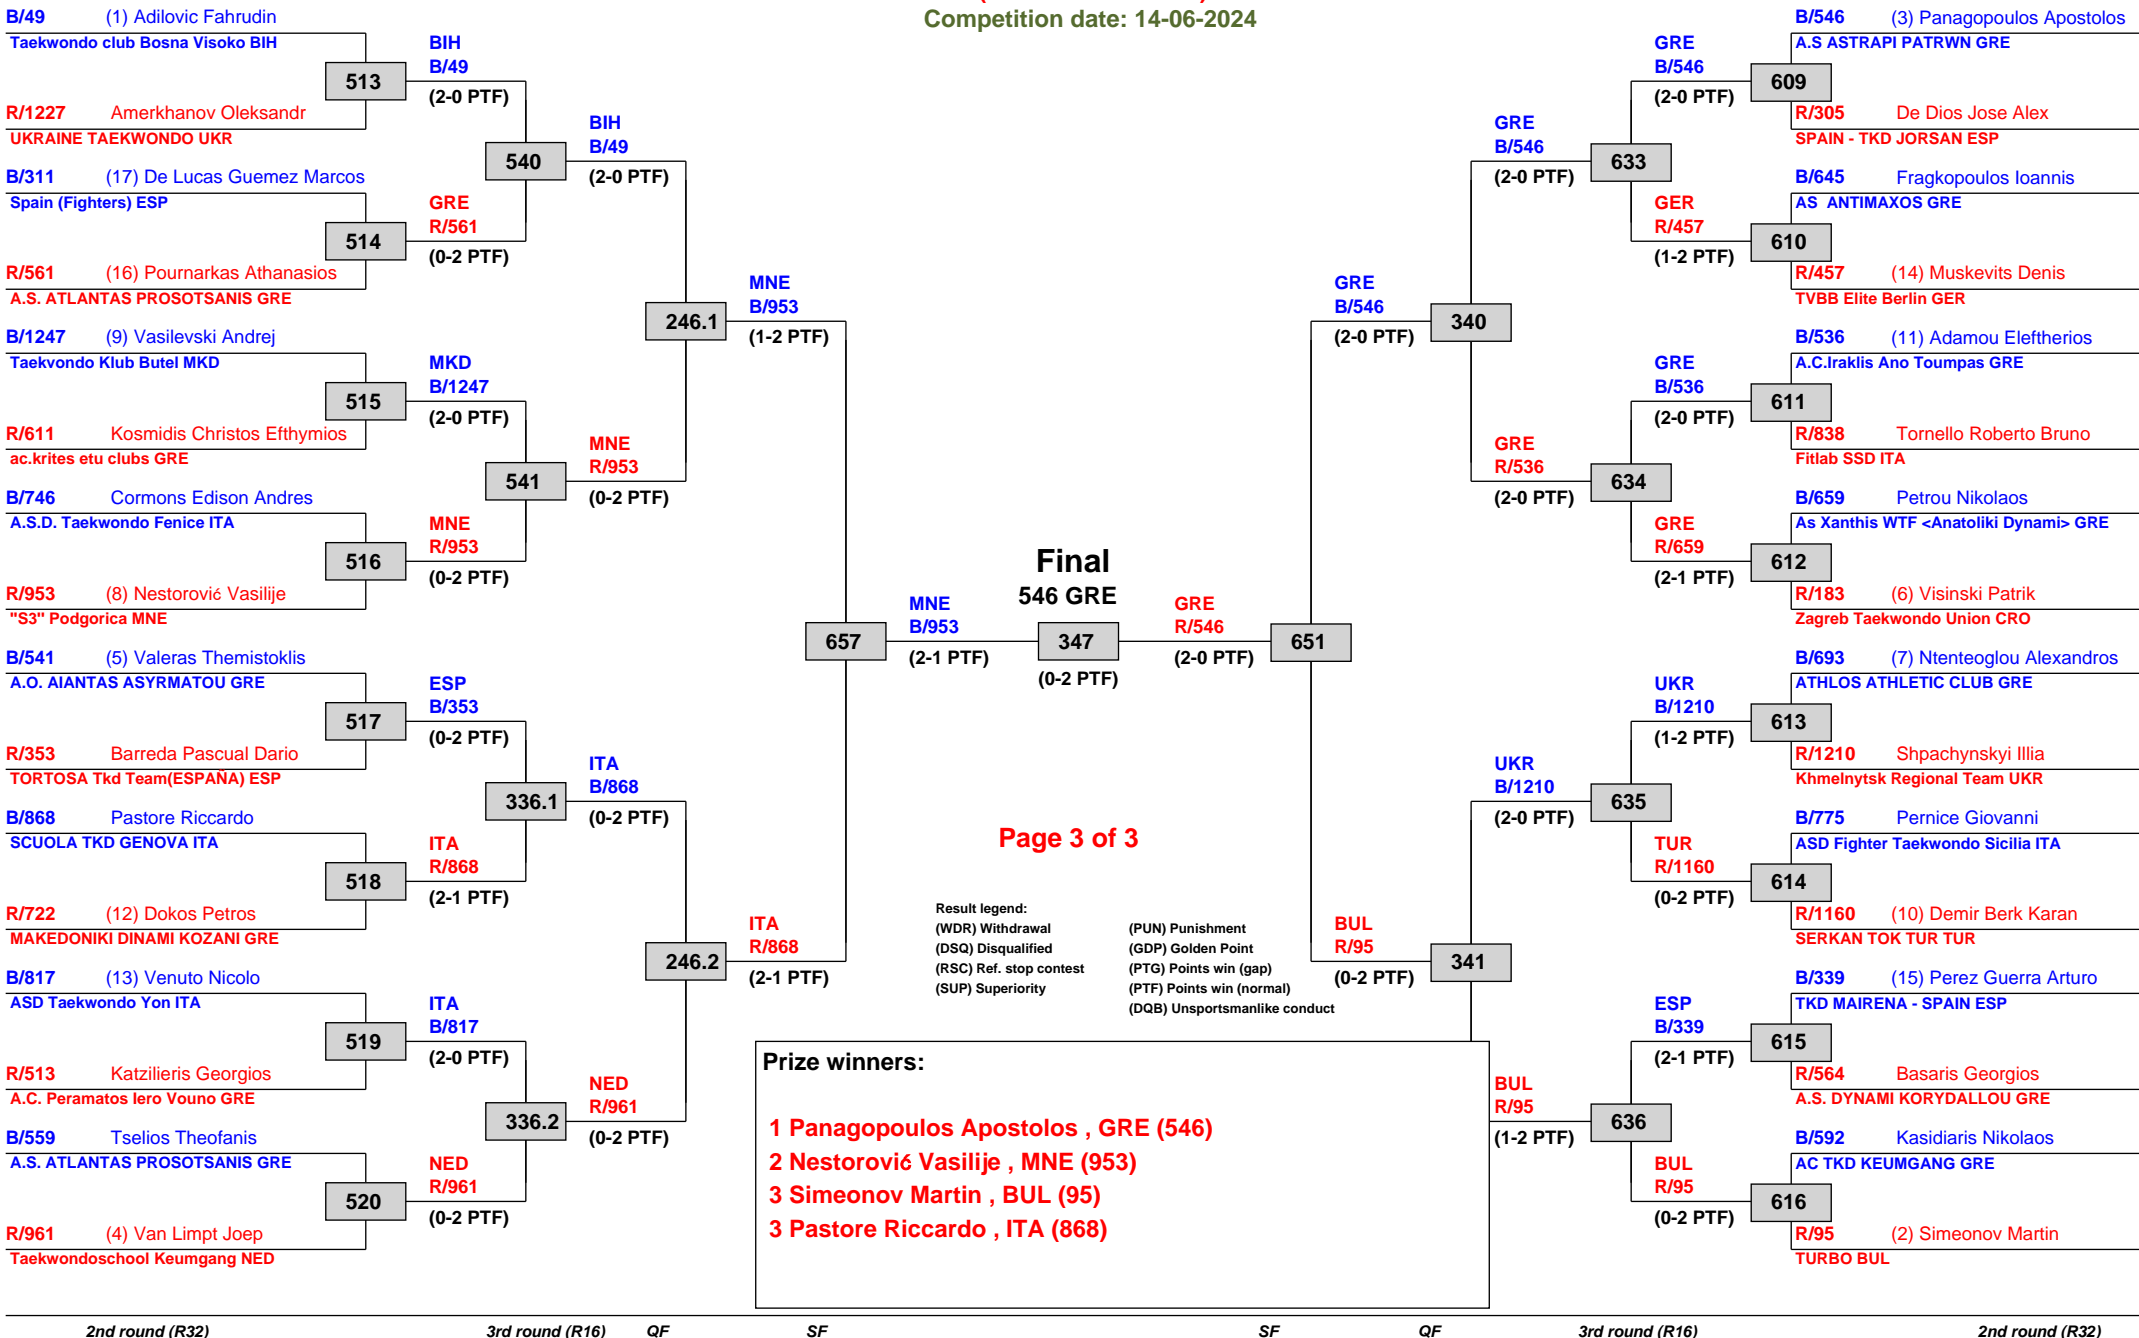 Competition date: 14-06-2024
B/49 (1) Adilovic Fahrudin
Taekwondo club Bosna Visoko BIH
513
R/1227 Amerkhanov Oleksandr
UKRAINE TAEKWONDO UKR
B/311 (17) De Lucas Guemez Marcos
Spain (Fighters) ESP
514
R/561 (16) Pournarkas Athanasios
A.S. ATLANTAS PROSOTSANIS GRE
B/1247 (9) Vasilevski Andrej
Taekvondo Klub Butel MKD
515
R/611 Kosmidis Christos Efthymios
ac.krites etu clubs GRE
B/746 Cormons Edison Andres
A.S.D. Taekwondo Fenice ITA
516
R/953 (8) Nestorović Vasilije
"S3" Podgorica MNE
B/541 (5) Valeras Themistoklis
A.O. AIANTAS ASYRMATOU GRE
517
R/353 Barreda Pascual Dario
TORTOSA Tkd Team(ESPAÑA) ESP
B/868 Pastore Riccardo
SCUOLA TKD GENOVA ITA
518
R/722 (12) Dokos Petros
MAKEDONIKI DINAMI KOZANI GRE
B/817 (13) Venuto Nicolo
ASD Taekwondo Yon ITA
519
R/513 Katzilieris Georgios
A.C. Peramatos Iero Vouno GRE
B/559 Tselios Theofanis
A.S. ATLANTAS PROSOTSANIS GRE
520
R/961 (4) Van Limpt Joep
Taekwondoschool Keumgang NED
BIH
B/49
(2-0 PTF)
540
GRE
R/561
(0-2 PTF)
MKD
B/1247
(2-0 PTF)
541
MNE
R/953
(0-2 PTF)
ESP
B/353
(0-2 PTF)
336.1
ITA
R/868
(2-1 PTF)
ITA
B/817
(2-0 PTF)
336.2
NED
R/961
(0-2 PTF)
BIH
B/49
(2-0 PTF)
246.1
MNE
R/953
(0-2 PTF)
ITA
B/868
(0-2 PTF)
246.2
NED
R/961
(0-2 PTF)
MNE
B/953
(1-2 PTF)
657
ITA
R/868
(2-1 PTF)
MNE
B/953
(2-1 PTF)
Final
546 GRE
347
(0-2 PTF)
GRE
R/546
(2-0 PTF)
651
GRE
B/546
(2-0 PTF)
340
BUL
R/95
(0-2 PTF)
341
GRE
B/546
(2-0 PTF)
633
GRE
R/536
(2-0 PTF)
634
UKR
B/1210
(2-0 PTF)
635
BUL
R/95
(1-2 PTF)
636
GRE
B/546
(2-0 PTF)
GER
R/457
(1-2 PTF)
GRE
B/536
(2-0 PTF)
GRE
R/659
(2-1 PTF)
UKR
B/1210
(1-2 PTF)
TUR
R/1160
(0-2 PTF)
ESP
B/339
(2-1 PTF)
BUL
R/95
(0-2 PTF)
B/546 (3) Panagopoulos Apostolos
A.S ASTRAPI PATRWN GRE
609
R/305 De Dios Jose Alex
SPAIN - TKD JORSAN ESP
B/645 Fragkopoulos Ioannis
AS ANTIMAXOS GRE
610
R/457 (14) Muskevits Denis
TVBB Elite Berlin GER
B/536 (11) Adamou Eleftherios
A.C.Iraklis Ano Toumpas GRE
611
R/838 Tornello Roberto Bruno
Fitlab SSD ITA
B/659 Petrou Nikolaos
As Xanthis WTF <Anatoliki Dynami> GRE
612
R/183 (6) Visinski Patrik
Zagreb Taekwondo Union CRO
B/693 (7) Ntenteoglou Alexandros
ATHLOS ATHLETIC CLUB GRE
613
R/1210 Shpachynskyi Illia
Khmelnytsk Regional Team UKR
B/775 Pernice Giovanni
ASD Fighter Taekwondo Sicilia ITA
614
R/1160 (10) Demir Berk Karan
SERKAN TOK TUR TUR
B/339 (15) Perez Guerra Arturo
TKD MAIRENA - SPAIN ESP
615
R/564 Basaris Georgios
A.S. DYNAMI KORYDALLOU GRE
B/592 Kasidiaris Nikolaos
AC TKD KEUMGANG GRE
616
R/95 (2) Simeonov Martin
TURBO BUL
Page 3 of 3
Result legend:
(WDR) Withdrawal (PUN) Punishment
(DSQ) Disqualified (GDP) Golden Point
(RSC) Ref. stop contest (PTG) Points win (gap)
(SUP) Superiority (PTF) Points win (normal)
(DQB) Unsportsmanlike conduct
Prize winners:
1 Panagopoulos Apostolos , GRE (546)
2 Nestorović Vasilije , MNE (953)
3 Simeonov Martin , BUL (95)
3 Pastore Riccardo , ITA (868)
2nd round (R32) 3rd round (R16) QF SF SF QF 3rd round (R16) 2nd round (R32)